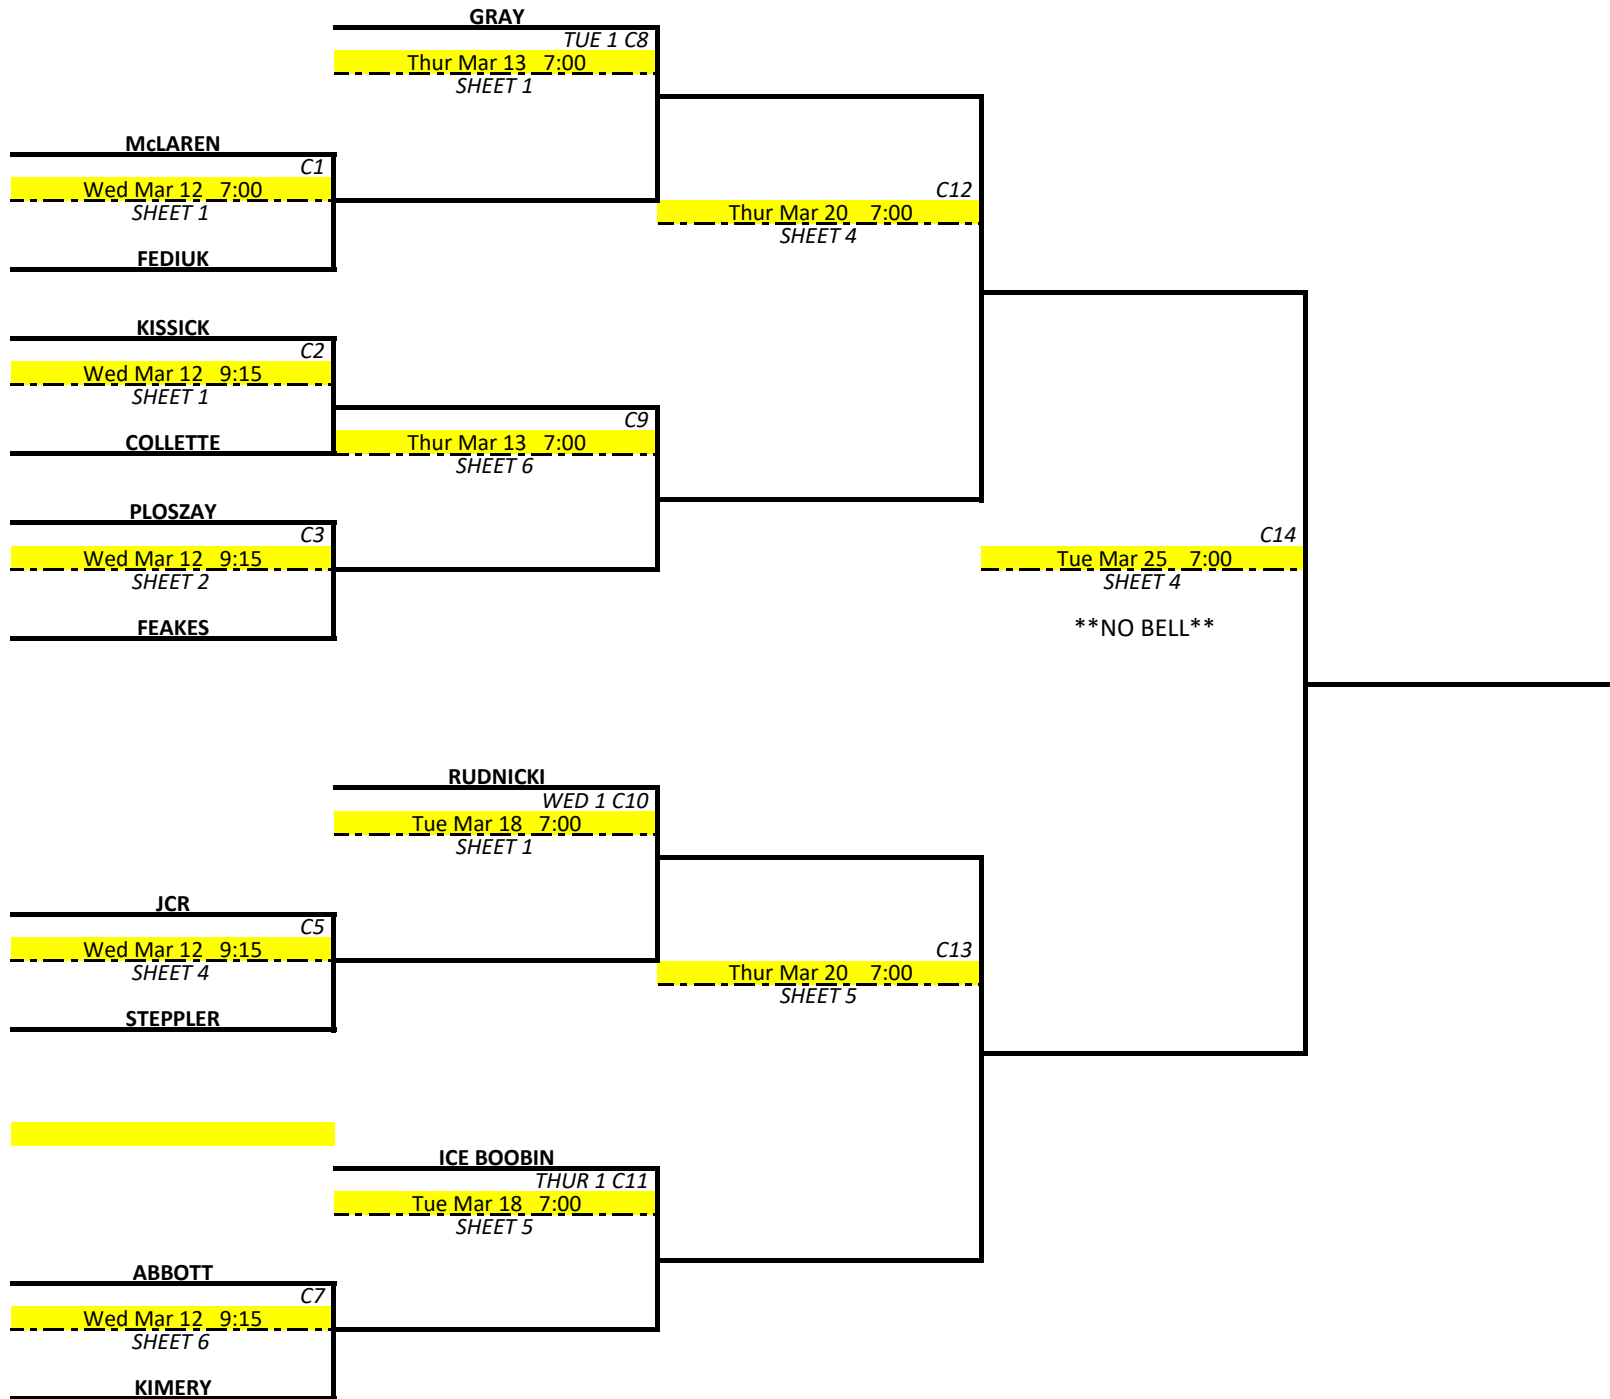 GRAY
TUE 1 C8
Thur Mar 13 7:00
SHEET 1
McLAREN
C1
Wed Mar 12 7:00
SHEET 1
FEDIUK
C12
Thur Mar 20 7:00
SHEET 4
KISSICK
C2
Wed Mar 12 9:15
SHEET 1
COLLETTE
C9
Thur Mar 13 7:00
SHEET 6
PLOSZAY
C3
Wed Mar 12 9:15
SHEET 2
FEAKES
C14
Tue Mar 25 7:00
SHEET 4
**NO BELL**
RUDNICKI
WED 1 C10
Tue Mar 18 7:00
SHEET 1
JCR
C5
Wed Mar 12 9:15
SHEET 4
STEPPLER
C13
Thur Mar 20 7:00
SHEET 5
ICE BOOBIN
THUR 1 C11
Tue Mar 18 7:00
SHEET 5
ABBOTT
C7
Wed Mar 12 9:15
SHEET 6
KIMERY